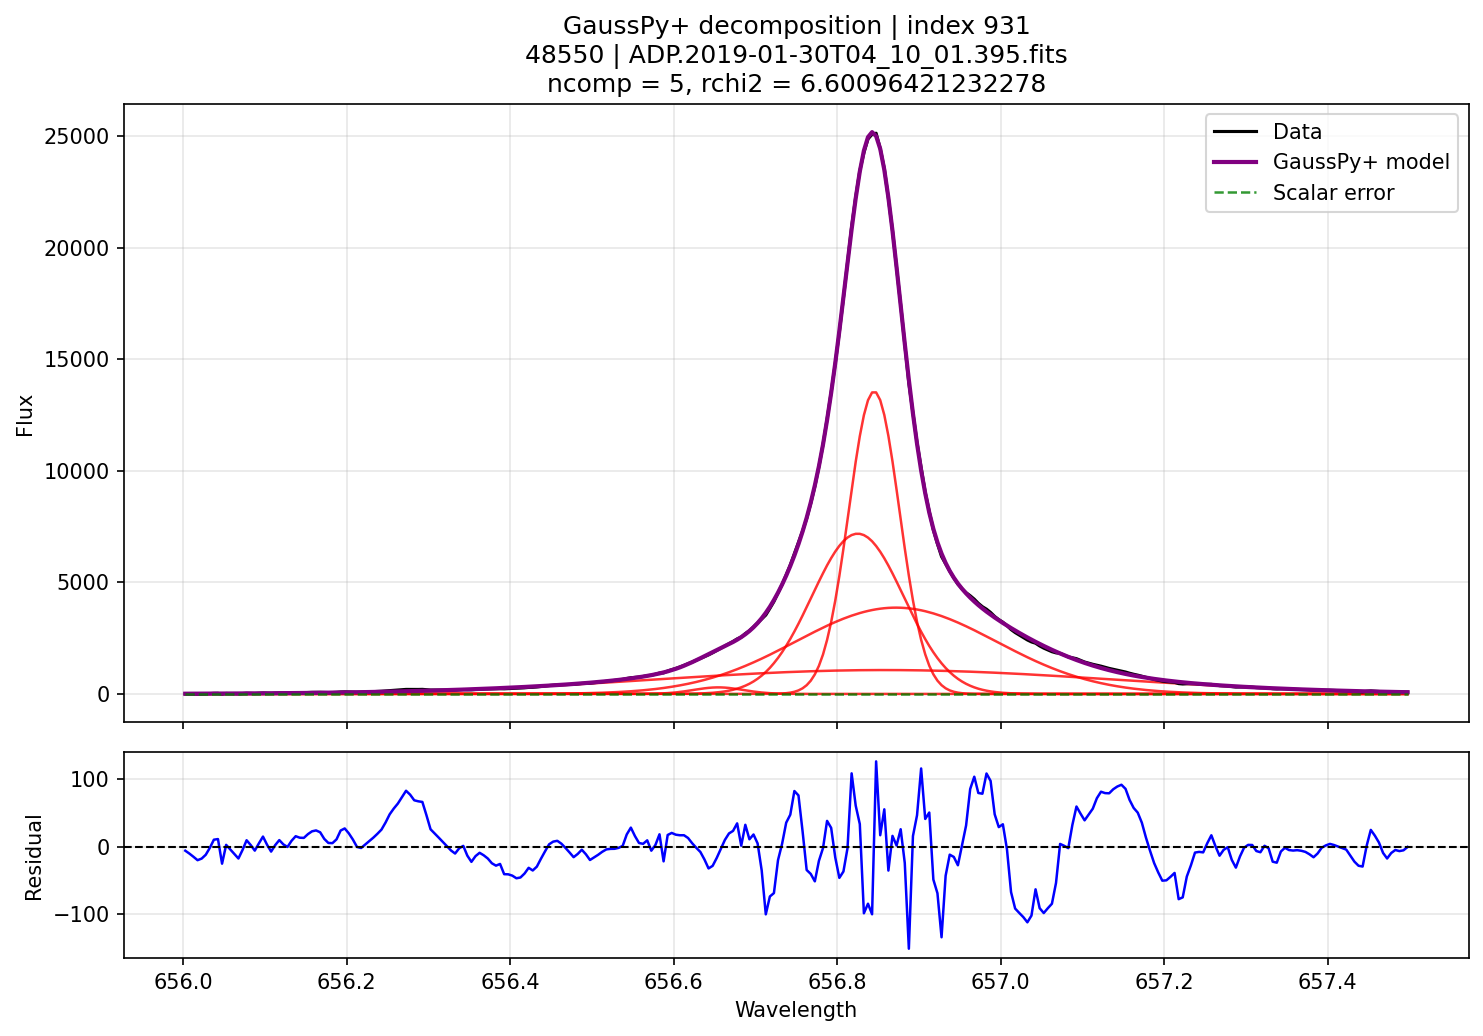 GaussPy+ decomposition | index 931
48550 | ADP.2019-01-30T04_10_01.395.fits
ncomp = 5, rchi2 = 6.60096421232278
Data
GaussPy+ model
Scalar error
Flux
25000
20000
15000
10000
5000
0
Residual
100
0
−100
656.0 656.2 656.4 656.6 656.8 657.0 657.2 657.4
Wavelength